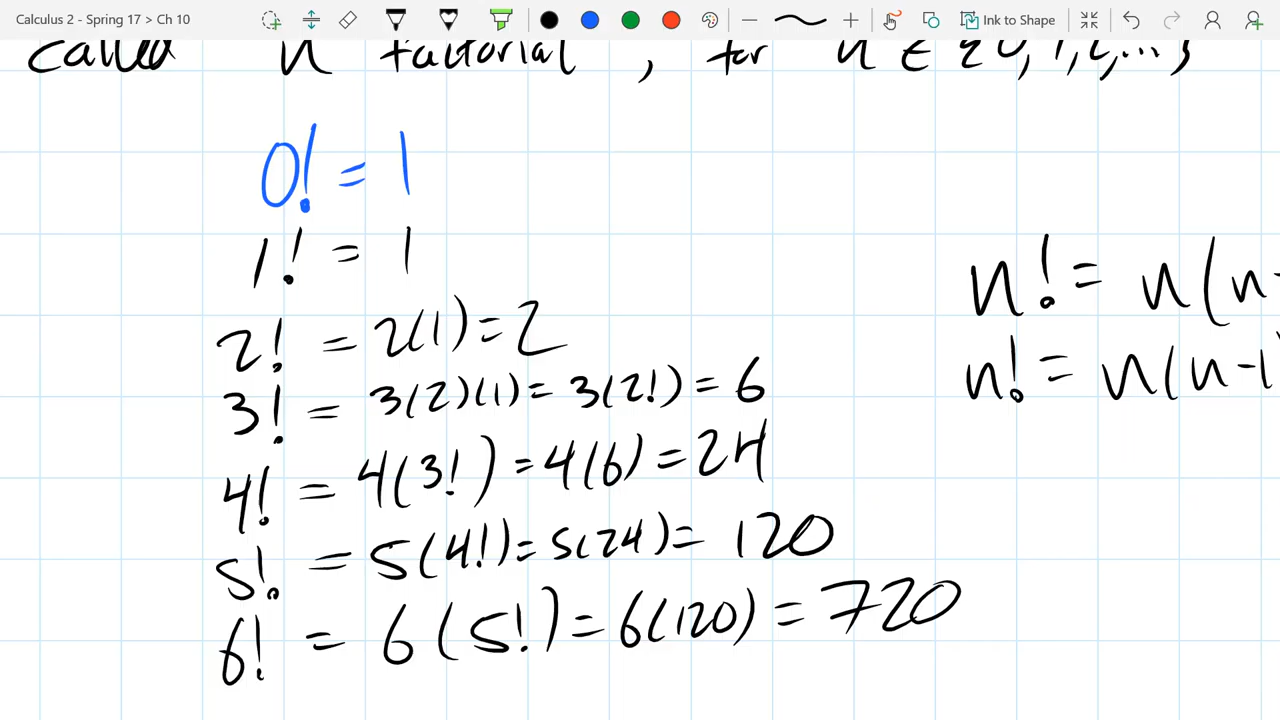 Calculus 2 - Spring 17 > Ch 10
Ink to Shape
called n factorial, for n ∈ {0, 1, 2, ...}
0! = 1
1! = 1
2! = 2(1) = 2
3! = 3(2)(1) = 3(2!) = 6
4! = 4(3!) = 4(6) = 24
5! = 5(4!) = 5(24) = 120
6! = 6(5!) = 6(120) = 720
n! = n(n-
n! = n(n-1